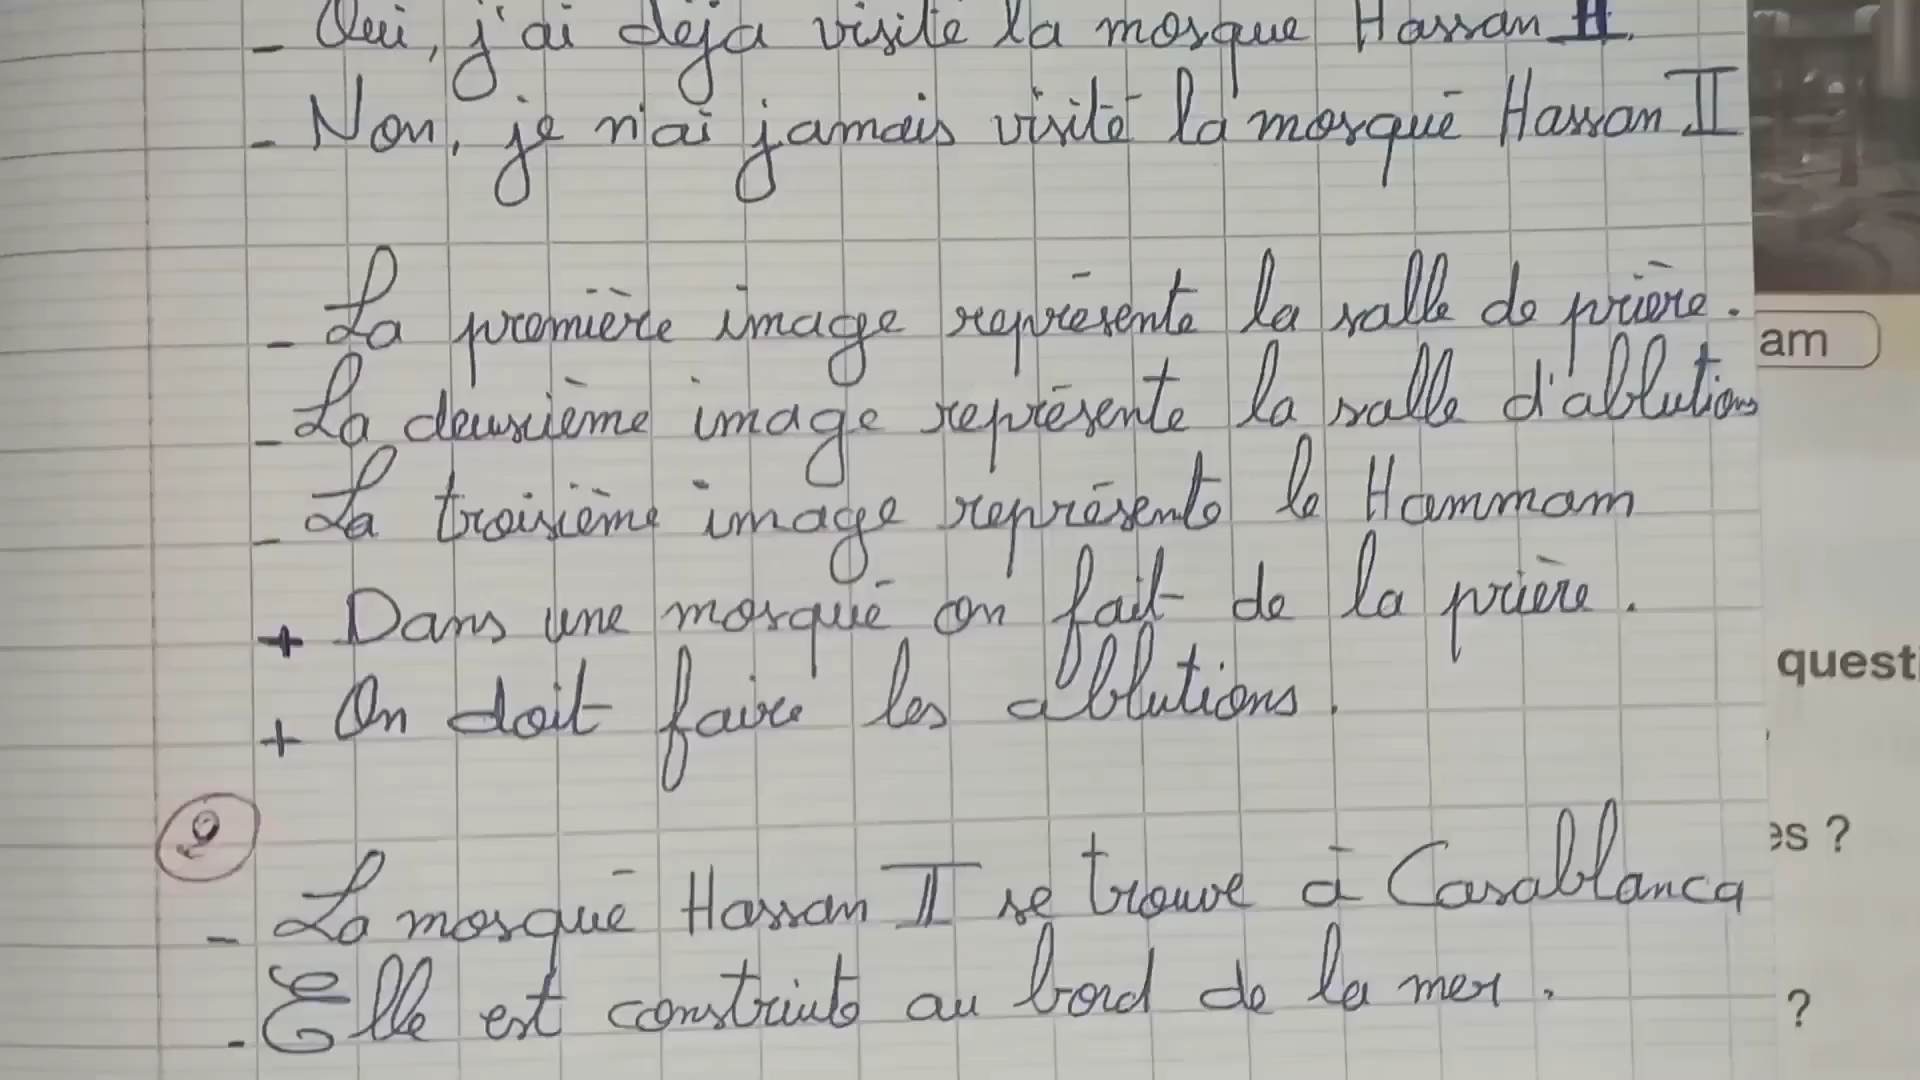 - Oui, j'ai déja visité la mosque Hassan II.
- Non, je n'ai jamais visité la mosqué Hassan II
- La première image représente la salle de prière.
am
- La deuxième image représente la salle d'ablutions
- La troisième image représente le Hammam
+ Dans une mosqué on fait de la prière.
questi
+ On doit faire les ablutions.
2
es ?
- La mosqué Hassan II se trouve à Casablanca
- Elle est constriute au bord de la mer.
?